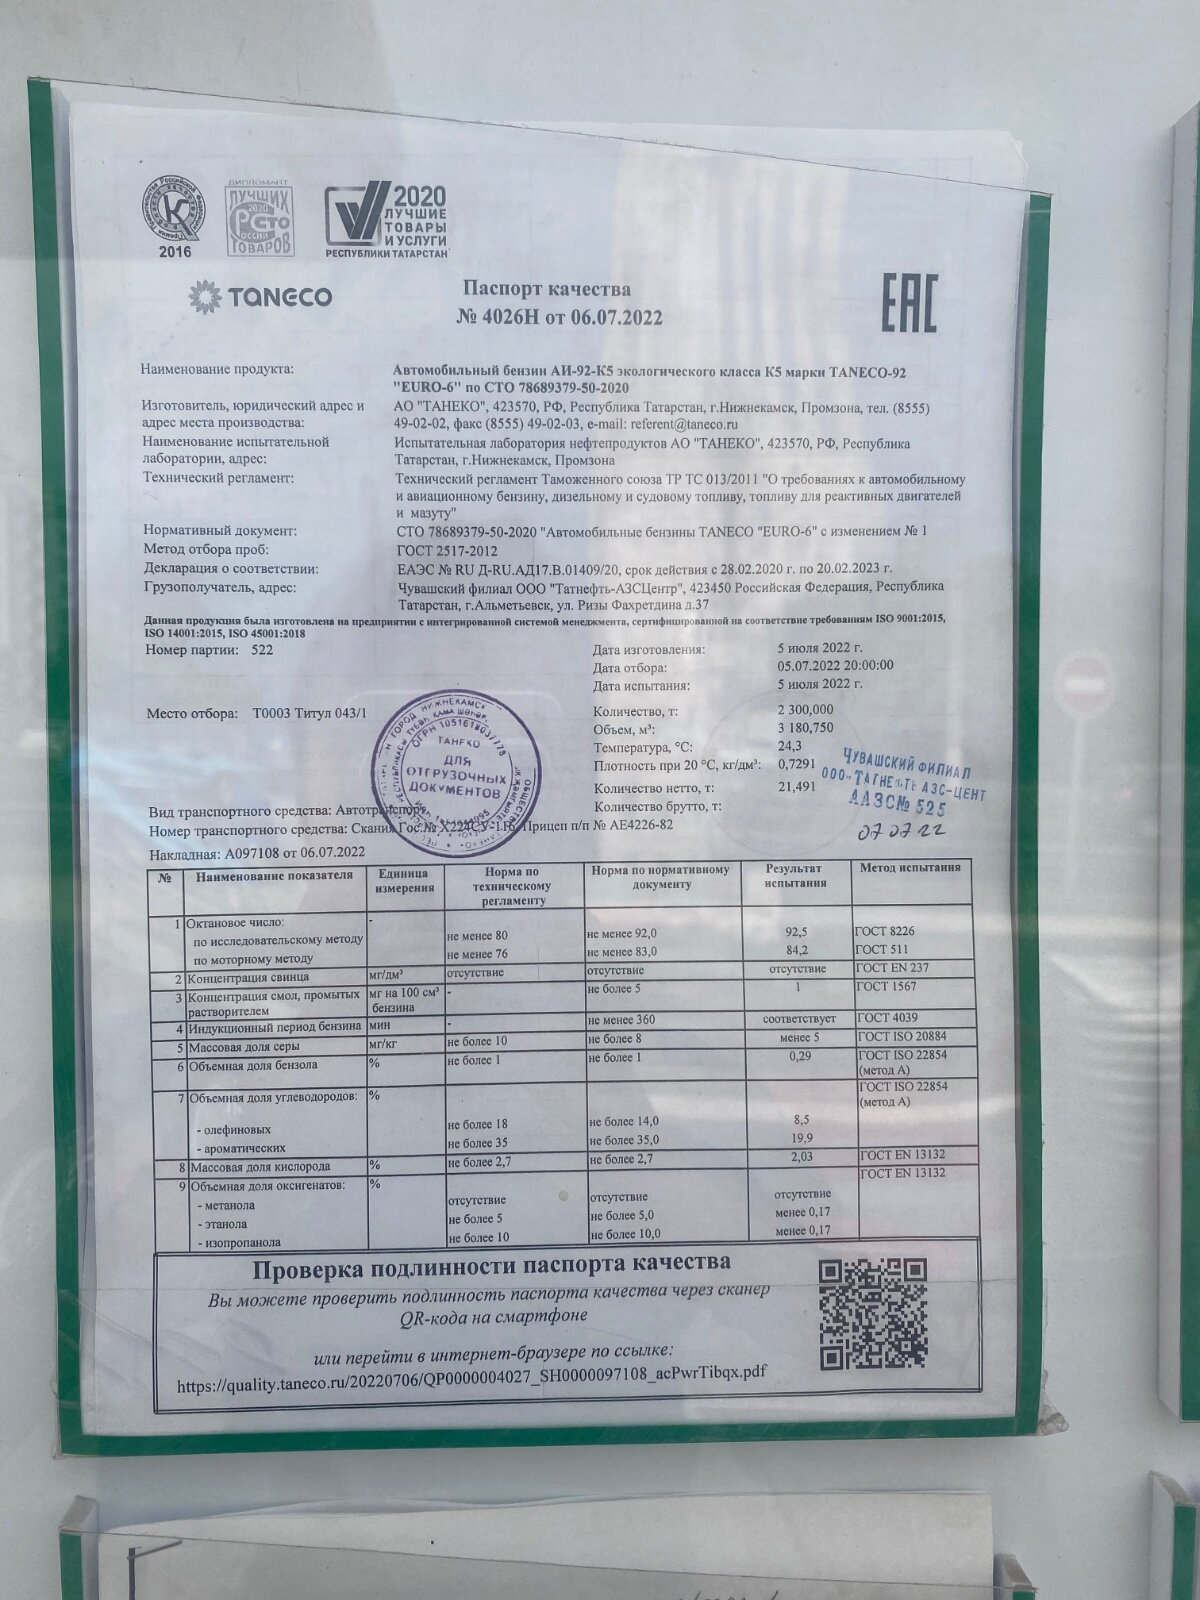 2016
ДИПЛОМАНТ
ЛУЧШИХ
2020
СТО
РОССИИ
ТОВАРОВ
2020
ЛУЧШИЕ
ТОВАРЫ
И УСЛУГИ
РЕСПУБЛИКИ ТАТАРСТАН
TANECO
Паспорт качества
№ 4026Н от 06.07.2022
EAC
Наименование продукта: Автомобильный бензин АИ-92-К5 экологического класса К5 марки TANECO-92
"EURO-6" по СТО 78689379-50-2020
Изготовитель, юридический адрес и АО "ТАНЕКО", 423570, РФ, Республика Татарстан, г.Нижнекамск, Промзона, тел. (8555)
адрес места производства: 49-02-02, факс (8555) 49-02-03, e-mail: referent@taneco.ru
Наименование испытательной Испытательная лаборатория нефтепродуктов АО "ТАНЕКО", 423570, РФ, Республика
лаборатории, адрес: Татарстан, г.Нижнекамск, Промзона
Технический регламент: Технический регламент Таможенного союза ТР ТС 013/2011 "О требованиях к автомобильному
и авиационному бензину, дизельному и судовому топливу, топливу для реактивных двигателей
и мазуту"
Нормативный документ: СТО 78689379-50-2020 "Автомобильные бензины TANECO "EURO-6" с изменением № 1
Метод отбора проб: ГОСТ 2517-2012
Декларация о соответствии: ЕАЭС № RU Д-RU.АД17.В.01409/20, срок действия с 28.02.2020 г. по 20.02.2023 г.
Грузополучатель, адрес: Чувашский филиал ООО "Татнефть-АЗСЦентр", 423450 Российская Федерация, Республика
Татарстан, г.Альметьевск, ул. Ризы Фахретдина д.37
Данная продукция была изготовлена на предприятии с интегрированной системой менеджмента, сертифицированной на соответствие требованиям ISO 9001:2015,
ISO 14001:2015, ISO 45001:2018
Номер партии: 522 Дата изготовления: 5 июля 2022 г.
Дата отбора: 05.07.2022 20:00:00
Дата испытания: 5 июля 2022 г.
Место отбора: Т0003 Титул 043/1 Количество, т: 2 300,000
Объем, м³: 3 180,750
Температура, °С: 24,3
Плотность при 20 °С, кг/дм³: 0,7291
Количество нетто, т: 21,491
Количество брутто, т:
ГОРОД НИЖНЕКАМСК
ОГРН 1051618037778
ТАНЕКО
ДЛЯ
ОТГРУЗОЧНЫХ
ДОКУМЕНТОВ
ЧУВАШСКИЙ ФИЛИАЛ
ООО "ТАТНЕФТЬ АЗС-ЦЕНТ
ААЗС№ 525
07 07 22
Вид транспортного средства: Автотранспорт
Номер транспортного средства: Скания Гос.№ Х224СУ-116, Прицеп п/п № АЕ4226-82
Накладная: А097108 от 06.07.2022
№ Наименование показателя Единица измерения Норма по техническому регламенту Норма по нормативному документу Результат испытания Метод испытания
1 Октановое число: -
по исследовательскому методу не менее 80 не менее 92,0 92,5 ГОСТ 8226
по моторному методу не менее 76 не менее 83,0 84,2 ГОСТ 511
2 Концентрация свинца мг/дм³ отсутствие отсутствие отсутствие ГОСТ EN 237
3 Концентрация смол, промытых растворителем мг на 100 см³ бензина - не более 5 1 ГОСТ 1567
4 Индукционный период бензина мин - не менее 360 соответствует ГОСТ 4039
5 Массовая доля серы мг/кг не более 10 не более 8 менее 5 ГОСТ ISO 20884
6 Объемная доля бензола % не более 1 не более 1 0,29 ГОСТ ISO 22854 (метод А)
7 Объемная доля углеводородов: % ГОСТ ISO 22854 (метод А)
- олефиновых не более 18 не более 14,0 8,5
- ароматических не более 35 не более 35,0 19,9
8 Массовая доля кислорода % не более 2,7 не более 2,7 2,03 ГОСТ EN 13132
9 Объемная доля оксигенатов: % ГОСТ EN 13132
- метанола отсутствие отсутствие отсутствие
- этанола не более 5 не более 5,0 менее 0,17
- изопропанола не более 10 не более 10,0 менее 0,17
Проверка подлинности паспорта качества
Вы можете проверить подлинность паспорта качества через сканер
QR-кода на смартфоне
или перейти в интернет-браузере по ссылке:
https://quality.taneco.ru/20220706/QP0000004027_SH0000097108_acPwrTibqx.pdf